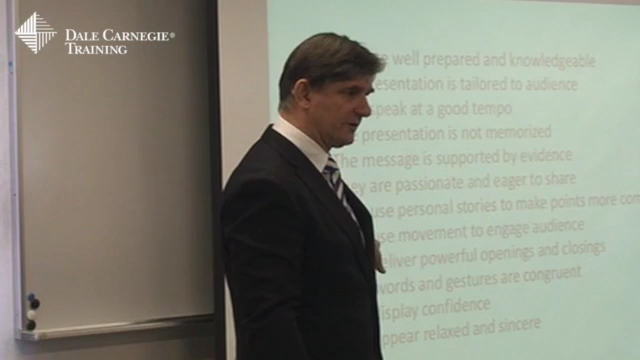 DALE CARNEGIE®
TRAINING
well prepared and knowledgeable
presentation is tailored to audience
at a good tempo
presentation is not memorized
The message is supported by evidence
are passionate and eager to share
use personal stories to make points more
use movement to engage audience
powerful openings and closings
words and gestures are congruent
display confidence
appear relaxed and sincere